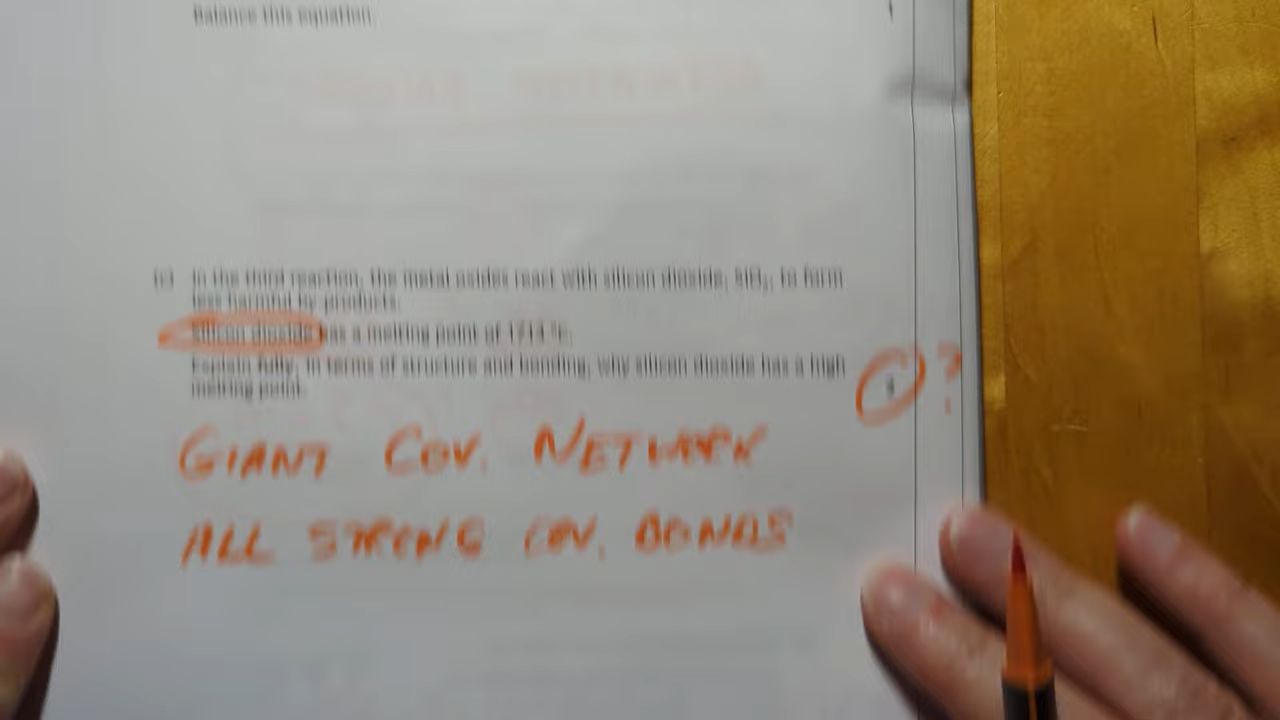 Balance this equation.
(c) In the third reaction, the metal oxides react with silicon dioxide, SiO₂, to form
less harmful by products.
Silicon dioxide has a melting point of 1713 °C.
Explain fully, in terms of structure and bonding, why silicon dioxide has a high
melting point.
?
GIANT COV. NETWORK
ALL STRONG COV. BONDS